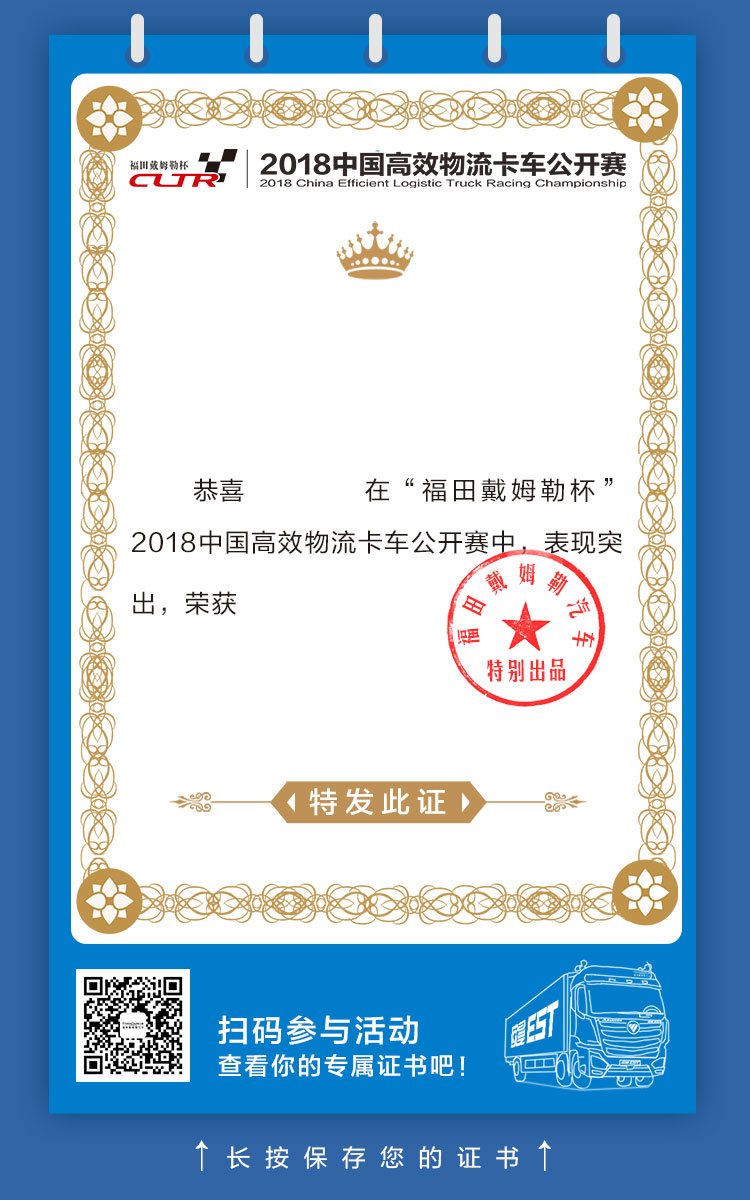 福田戴姆勒杯
CLTR
2018中国高效物流卡车公开赛
2018 China Efficient Logistic Truck Racing Championship
恭喜 在“福田戴姆勒杯”
2018中国高效物流卡车公开赛中，表现突
出，荣获
福田戴姆勒汽车
特别出品
特发此证
EST
扫码参与活动
查看你的专属证书吧！
↑长按保存您的证书↑